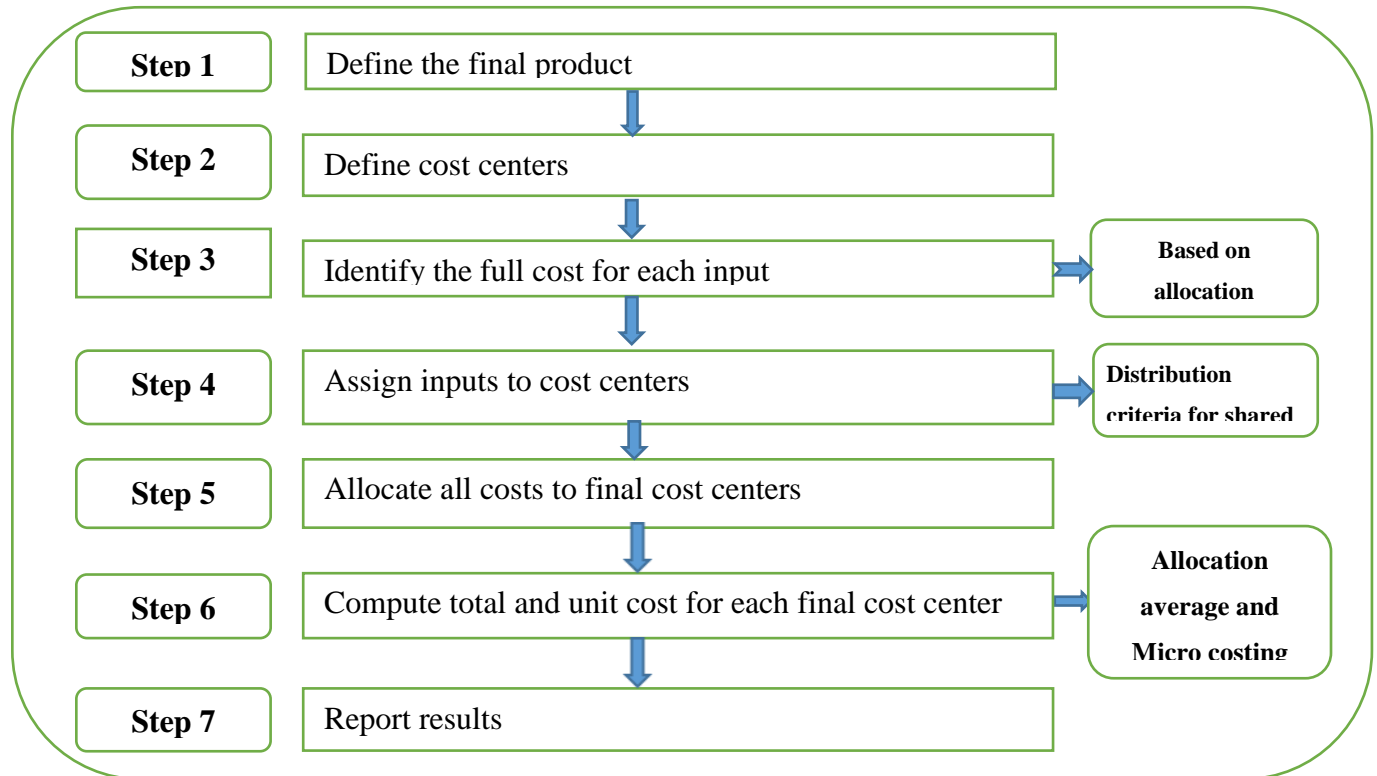 Step 1
Define the final product
Step 2
Define cost centers
Step 3
Identify the full cost for each input
Based on
allocation
Step 4
Assign inputs to cost centers
Distribution
criteria for shared
Step 5
Allocate all costs to final cost centers
Step 6
Compute total and unit cost for each final cost center
Allocation
average and
Micro costing
Step 7
Report results